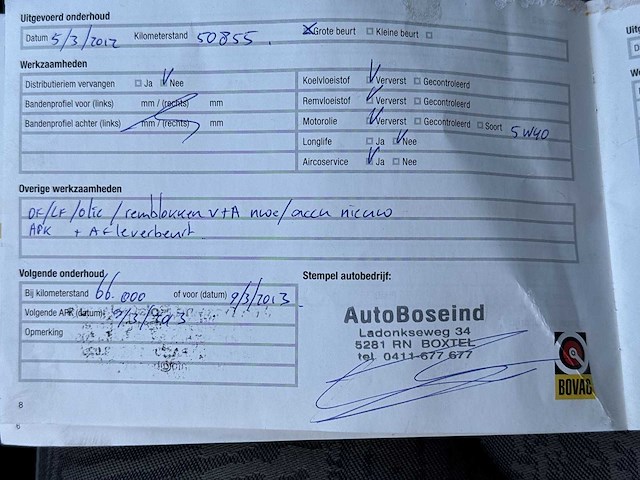 Uitgevoerd onderhoud
Datum 5/3/2012 Kilometerstand 50855. Grote beurt Kleine beurt
Werkzaamheden
Distributieriem vervangen Ja Nee
Bandenprofiel voor (links) mm / (rechts) mm
Bandenprofiel achter (links) mm / (rechts) mm
Koelvloeistof Ververst Gecontroleerd
Remvloeistof Ververst Gecontroleerd
Motorolie Ververst Gecontroleerd Soort 5W40
Longlife Ja Nee
Aircoservice Ja Nee
Overige werkzaamheden
OF/LF/olie/remblokken V+A nwe/accu nieuw
APK + Afleverbeurt
Volgende onderhoud
Bij kilometerstand 66.000 of voor (datum) 9/3/2013
Volgende APK (datum)
Opmerking
Stempel autobedrijf:
AutoBoseind
Ladonkseweg 34
5281 RN BOXTEL
tel 0411-677 677
BOVAG
8
6